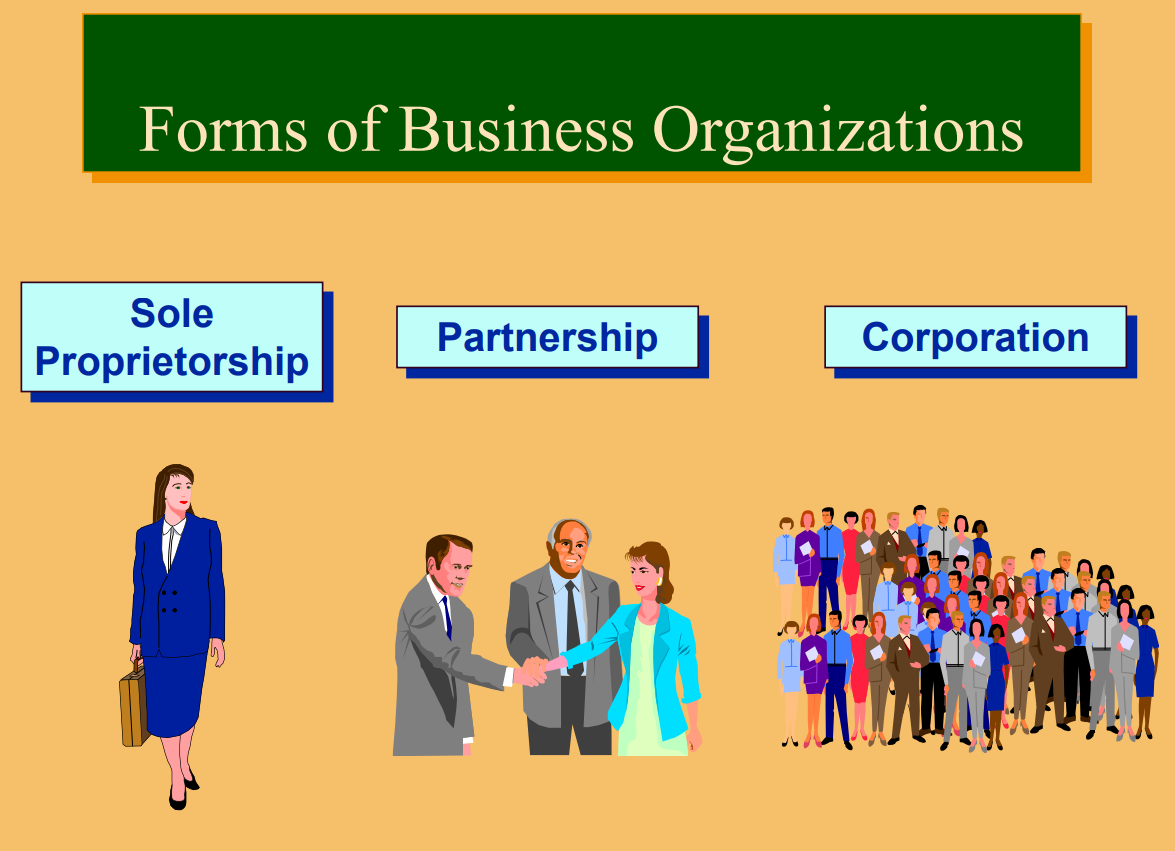 Forms of Business Organizations
Sole
Proprietorship
Partnership
Corporation